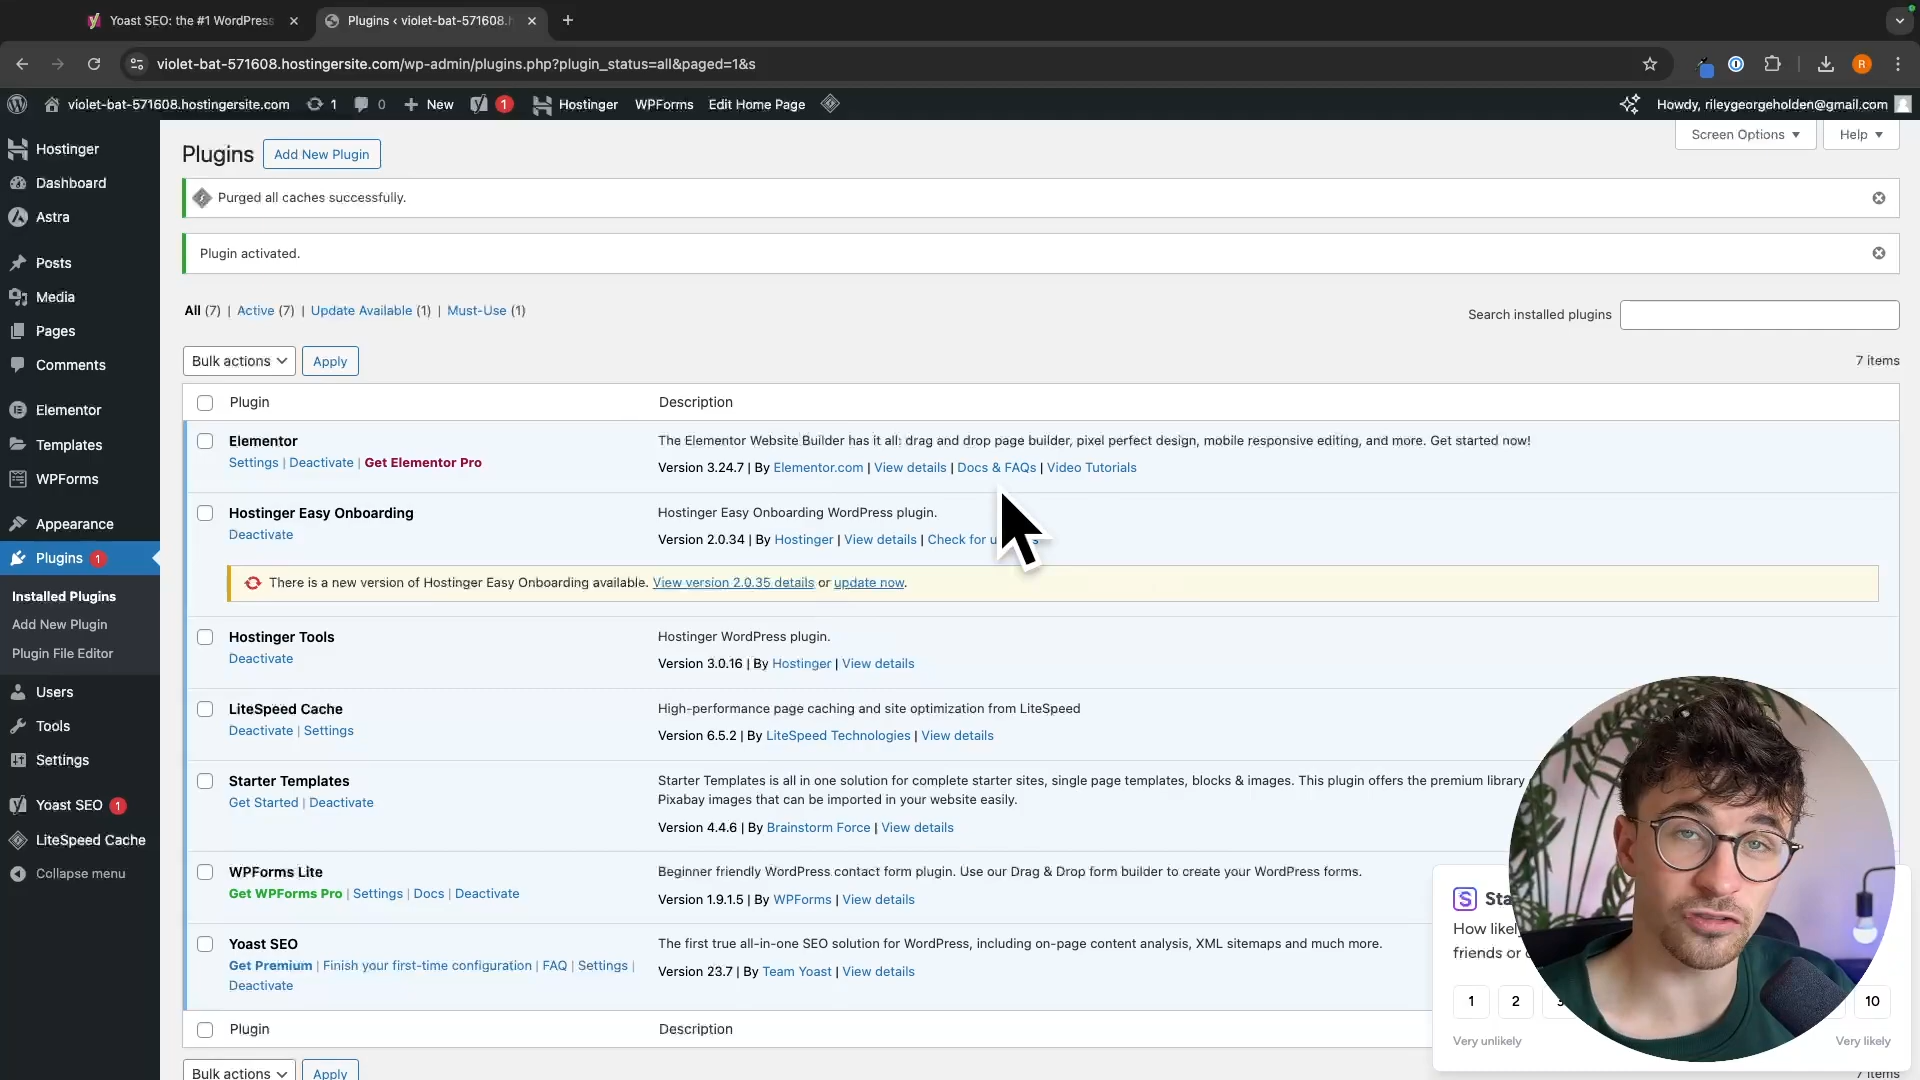 Yoast SEO: the #1 WordPress
Plugins ‹ violet-bat-571608.h
violet-bat-571608.hostingersite.com/wp-admin/plugins.php?plugin_status=all&paged=1&s
R
violet-bat-571608.hostingersite.com 1 0 New 1 Hostinger WPForms Edit Home Page
Howdy, rileygeorgeholden@gmail.com
Screen Options Help
Hostinger
Dashboard
Astra
Posts
Media
Pages
Comments
Elementor
Templates
WPForms
Appearance
Plugins 1
Installed Plugins
Add New Plugin
Plugin File Editor
Users
Tools
Settings
Yoast SEO 1
LiteSpeed Cache
Collapse menu
Plugins Add New Plugin
Purged all caches successfully.
Plugin activated.
All (7) | Active (7) | Update Available (1) | Must-Use (1)
Search installed plugins
Bulk actions Apply
7 items
Plugin Description
Elementor
Settings | Deactivate | Get Elementor Pro
The Elementor Website Builder has it all: drag and drop page builder, pixel perfect design, mobile responsive editing, and more. Get started now!
Version 3.24.7 | By Elementor.com | View details | Docs & FAQs | Video Tutorials
Hostinger Easy Onboarding
Deactivate
Hostinger Easy Onboarding WordPress plugin.
Version 2.0.34 | By Hostinger | View details | Check for
There is a new version of Hostinger Easy Onboarding available. View version 2.0.35 details or update now.
Hostinger Tools
Deactivate
Hostinger WordPress plugin.
Version 3.0.16 | By Hostinger | View details
LiteSpeed Cache
Deactivate | Settings
High-performance page caching and site optimization from LiteSpeed
Version 6.5.2 | By LiteSpeed Technologies | View details
Starter Templates
Get Started | Deactivate
Starter Templates is all in one solution for complete starter sites, single page templates, blocks & images. This plugin offers the premium library
Pixabay images that can be imported in your website easily.
Version 4.4.6 | By Brainstorm Force | View details
WPForms Lite
Get WPForms Pro | Settings | Docs | Deactivate
Beginner friendly WordPress contact form plugin. Use our Drag & Drop form builder to create your WordPress forms.
Version 1.9.1.5 | By WPForms | View details
Yoast SEO
Get Premium | Finish your first-time configuration | FAQ | Settings |
Deactivate
The first true all-in-one SEO solution for WordPress, including on-page content analysis, XML sitemaps and much more.
Version 23.7 | By Team Yoast | View details
Plugin Description
Bulk actions Apply
7 items
S Sta
How likel
friends or
1 2 3 10
Very unlikely Very likely